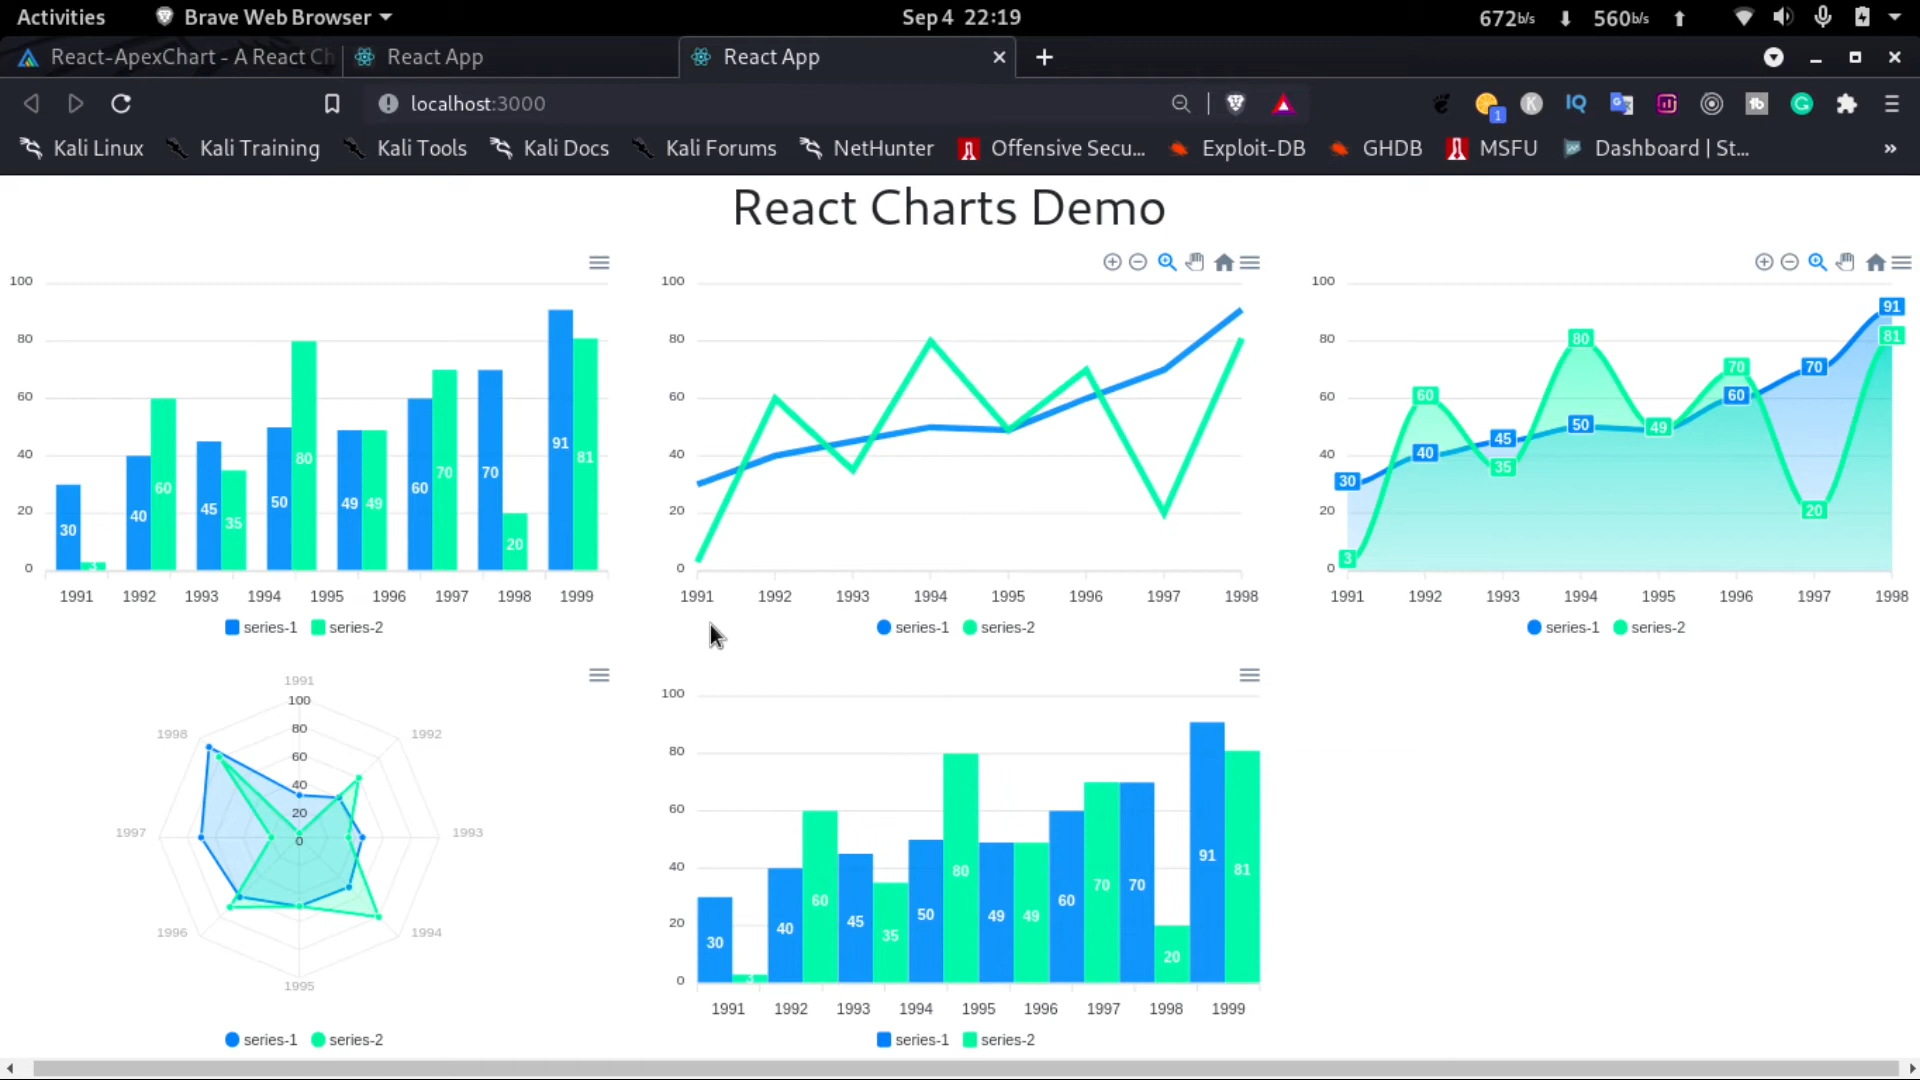 Activities Brave Web Browser Sep 4 22:19 672b/s 560b/s
React-ApexChart - A React Ch React App React App
localhost:3000
Kali Linux Kali Training Kali Tools Kali Docs Kali Forums NetHunter Offensive Secu... Exploit-DB GHDB MSFU Dashboard | St... »
React Charts Demo
100
80
60
40
20
0
30 3 40 60 45 35 50 80 49 49 60 70 70 20 91 81
1991 1992 1993 1994 1995 1996 1997 1998 1999
series-1 series-2
100
80
60
40
20
0
1991 1992 1993 1994 1995 1996 1997 1998
series-1 series-2
100
80
60
40
20
0
30 3 40 60 45 35 50 80 49 60 70 70 20 91 81
1991 1992 1993 1994 1995 1996 1997 1998
series-1 series-2
1991
100
80
60
40
20
0
1992
1993
1994
1995
1996
1997
1998
series-1 series-2
100
80
60
40
20
0
30 3 40 60 45 35 50 80 49 49 60 70 70 20 91 81
1991 1992 1993 1994 1995 1996 1997 1998 1999
series-1 series-2